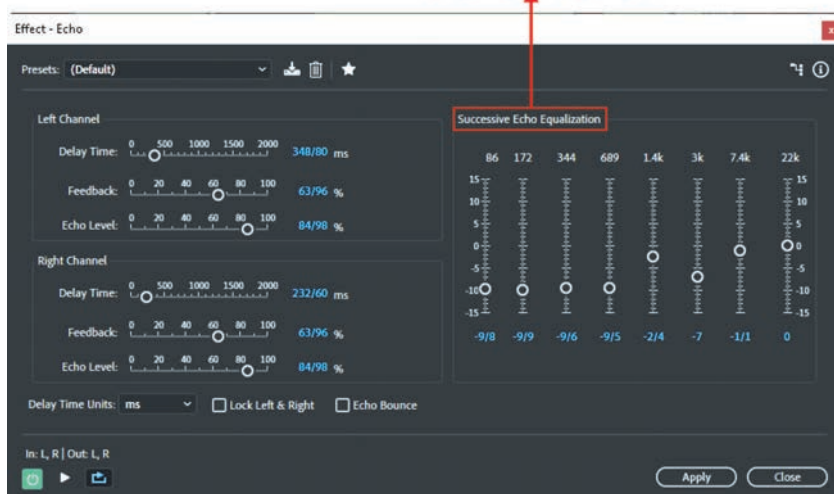 Effect - Echo
x
Presets: (Default)
Left Channel
Delay Time: 0 500 1000 1500 2000 348/80 ms
Feedback: 0 20 40 60 80 100 63/96 %
Echo Level: 0 20 40 60 80 100 84/98 %
Right Channel
Delay Time: 0 500 1000 1500 2000 232/60 ms
Feedback: 0 20 40 60 80 100 63/96 %
Echo Level: 0 20 40 60 80 100 84/98 %
Delay Time Units: ms Lock Left & Right Echo Bounce
Successive Echo Equalization
86 172 344 689 1.4k 3k 7.4k 22k
15 15
10 10
5 5
0 0
-5 -5
-10 -10
-15 -15
-9/8 -9/9 -9/6 -9/5 -2/4 -7 -1/1 0
In: L, R | Out: L, R
Apply Close